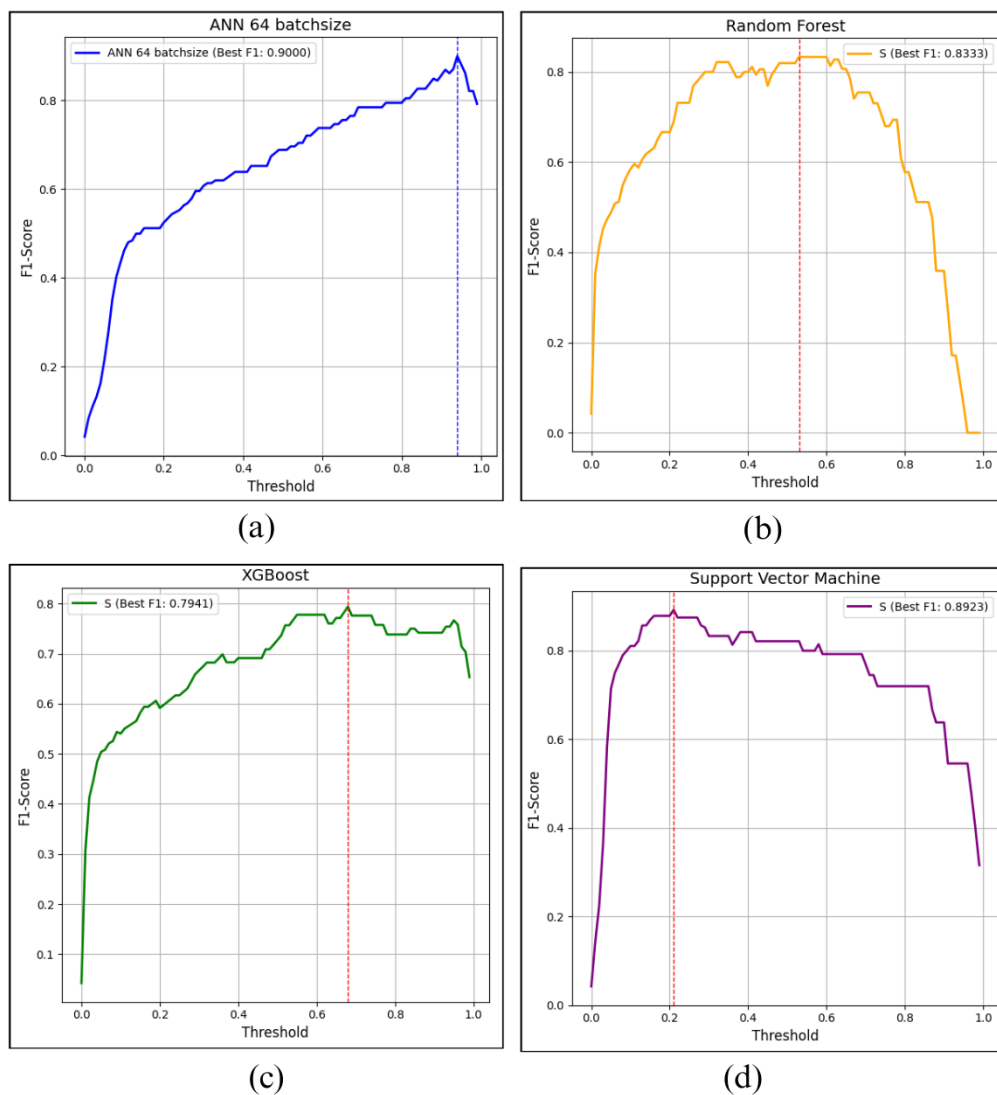 ANN 64 batchsize
ANN 64 batchsize (Best F1: 0.9000)
F1-Score
0.8
0.6
0.4
0.2
0.0
0.0 0.2 0.4 0.6 0.8 1.0
Threshold
(a)
Random Forest
S (Best F1: 0.8333)
F1-Score
0.8
0.6
0.4
0.2
0.0
0.0 0.2 0.4 0.6 0.8 1.0
Threshold
(b)
XGBoost
S (Best F1: 0.7941)
F1-Score
0.8
0.7
0.6
0.5
0.4
0.3
0.2
0.1
0.0 0.2 0.4 0.6 0.8 1.0
Threshold
(c)
Support Vector Machine
S (Best F1: 0.8923)
F1-Score
0.8
0.6
0.4
0.2
0.0
0.0 0.2 0.4 0.6 0.8 1.0
Threshold
(d)